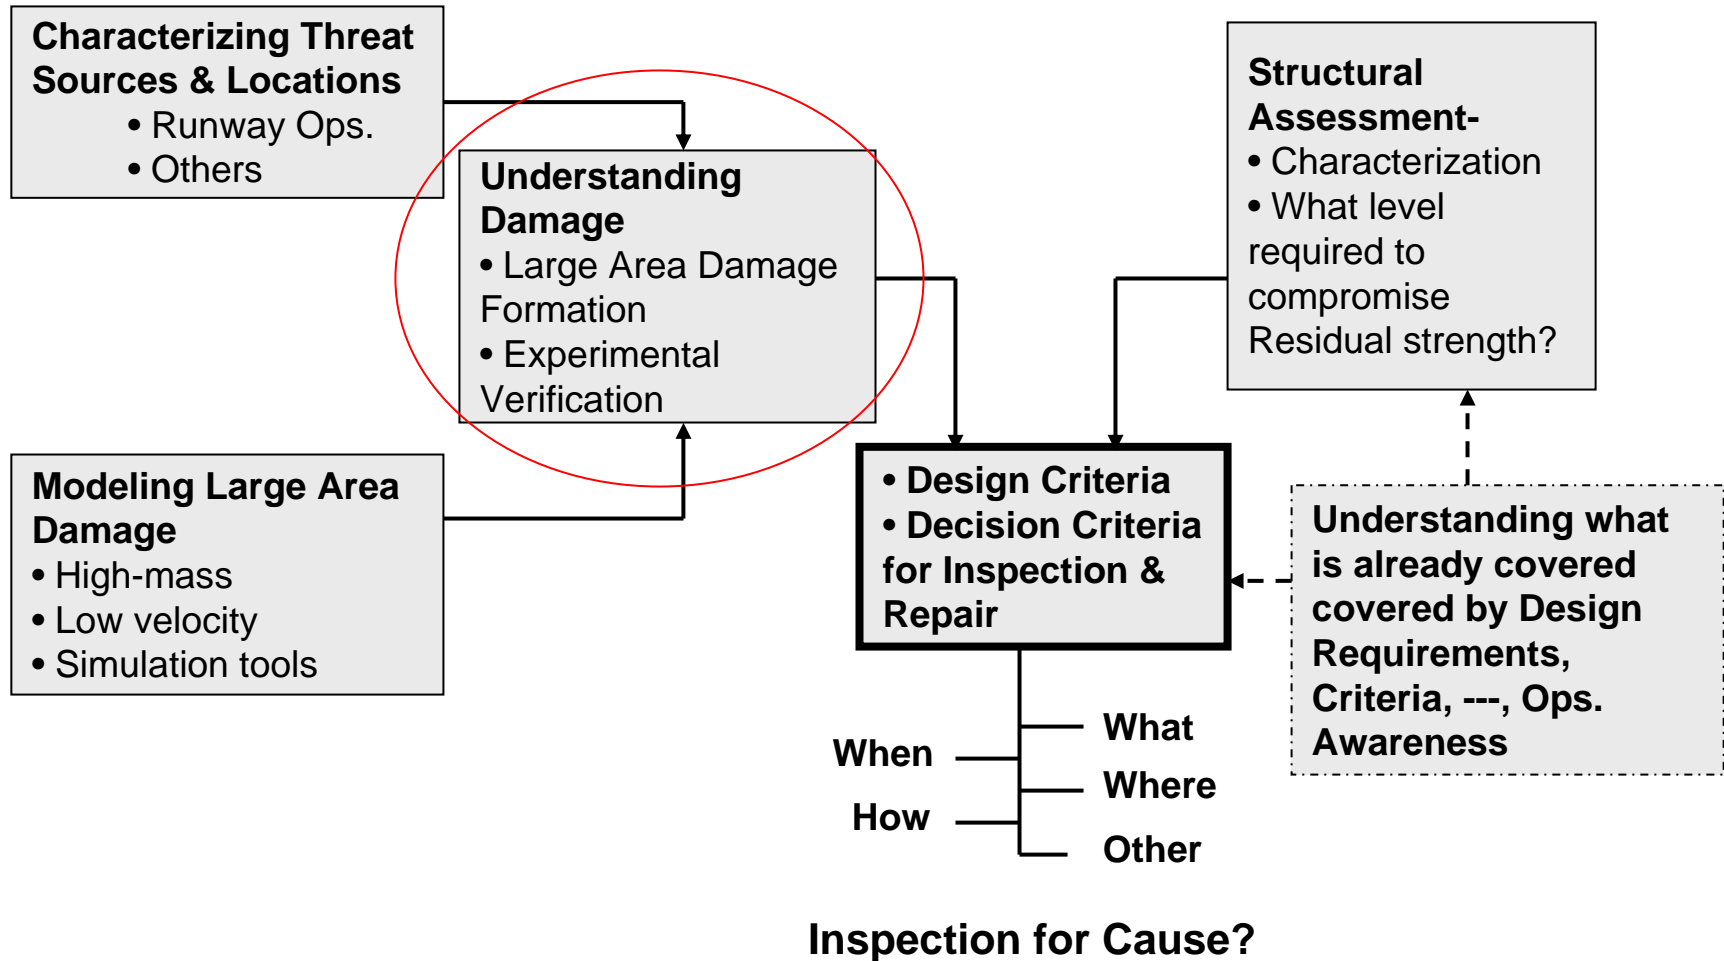 Characterizing Threat
Sources & Locations
• Runway Ops.
• Others
Understanding
Damage
• Large Area Damage
Formation
• Experimental
Verification
Modeling Large Area
Damage
• High-mass
• Low velocity
• Simulation tools
Structural
Assessment-
• Characterization
• What level
required to
compromise
Residual strength?
• Design Criteria
• Decision Criteria
for Inspection &
Repair
Understanding what
is already covered
covered by Design
Requirements,
Criteria, ---, Ops.
Awareness
What
When
Where
How
Other
Inspection for Cause?